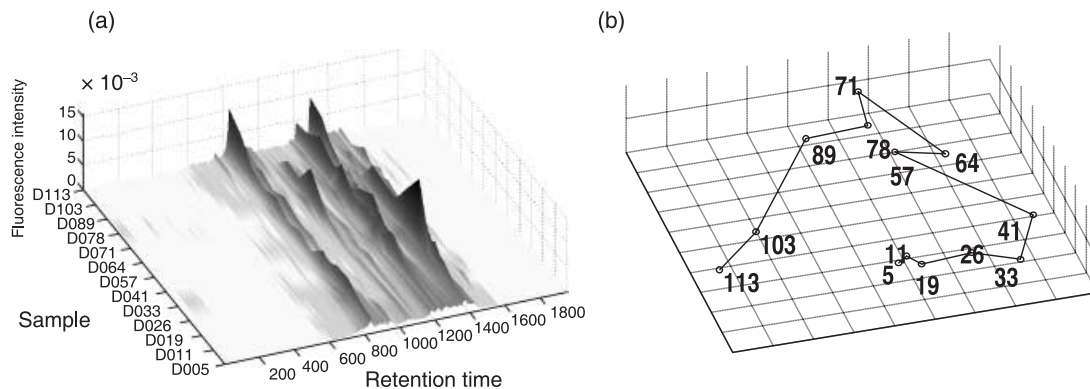 (a)
(b)
Fluorescence intensity
× 10⁻³
15
10
5
0
D113
D103
D089
D078
D071
D064
D057
D041
D033
D026
D019
D011
D005
Sample
200
400
600
800
1000
1200
1400
1600
1800
Retention time
71
89
78
64
57
41
103
11
26
113
5
19
33